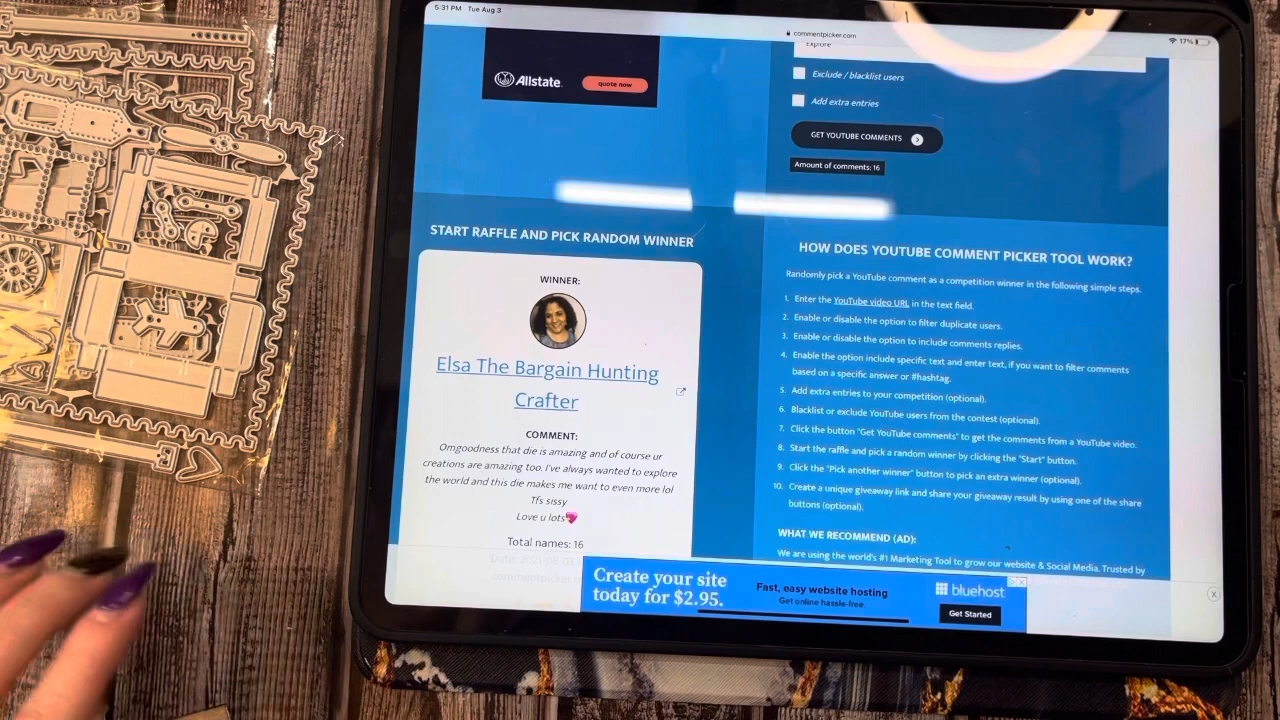 5:31 PM Tue Aug 3
commentpicker.com
17%
Allstate
quote now
Explore
Exclude / blacklist users
Add extra entries
GET YOUTUBE COMMENTS
Amount of comments: 16
START RAFFLE AND PICK RANDOM WINNER
WINNER:
Elsa The Bargain Hunting
Crafter
COMMENT:
Omgoodness that die is amazing and of course ur
creations are amazing too. I've always wanted to explore
the world and this die makes me want to even more lol
Tfs sissy
Love u lots💖
Total names: 16
HOW DOES YOUTUBE COMMENT PICKER TOOL WORK?
Randomly pick a YouTube comment as a competition winner in the following simple steps.
1. Enter the YouTube video URL in the text field.
2. Enable or disable the option to filter duplicate users.
3. Enable or disable the option to include comments replies.
4. Enable the option include specific text and enter text, if you want to filter comments
based on a specific answer or #hashtag.
5. Add extra entries to your competition (optional).
6. Blacklist or exclude YouTube users from the contest (optional).
7. Click the button "Get YouTube comments" to get the comments from a YouTube video.
8. Start the raffle and pick a random winner by clicking the "Start" button.
9. Click the "Pick another winner" button to pick an extra winner (optional).
10. Create a unique giveaway link and share your giveaway result by using one of the share
buttons (optional).
WHAT WE RECOMMEND (AD):
We are using the world's #1 Marketing Tool to grow our website & Social Media. Trusted by
Create your site
today for $2.95.
Fast, easy website hosting
Get online hassle-free.
bluehost
Get Started